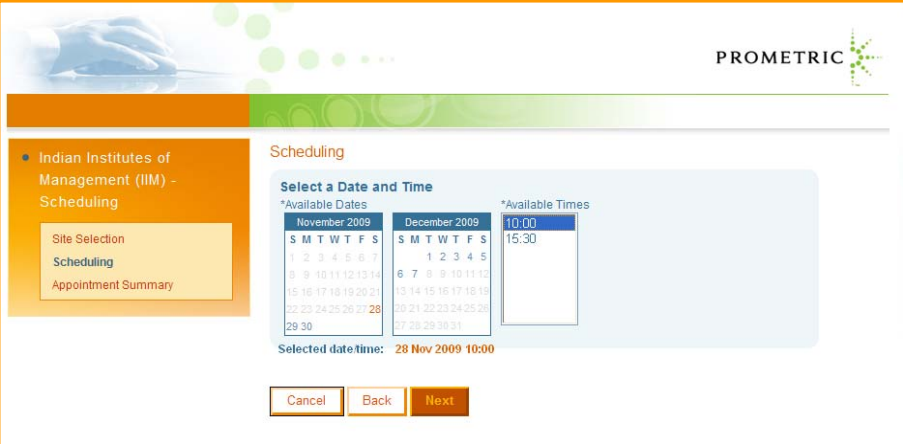 PROMETRIC
Indian Institutes of
Management (IIM) -
Scheduling
Site Selection
Scheduling
Appointment Summary
Scheduling
Select a Date and Time
*Available Dates
*Available Times
November 2009
S M T W T F S
1 2 3 4 5 6 7
8 9 10 11 12 13 14
15 16 17 18 19 20 21
22 23 24 25 26 27 28
29 30
December 2009
S M T W T F S
1 2 3 4 5
6 7 8 9 10 11 12
13 14 15 16 17 18 19
20 21 22 23 24 25 26
27 28 29 30 31
10:00
15:30
Selected date/time: 28 Nov 2009 10:00
Cancel Back Next